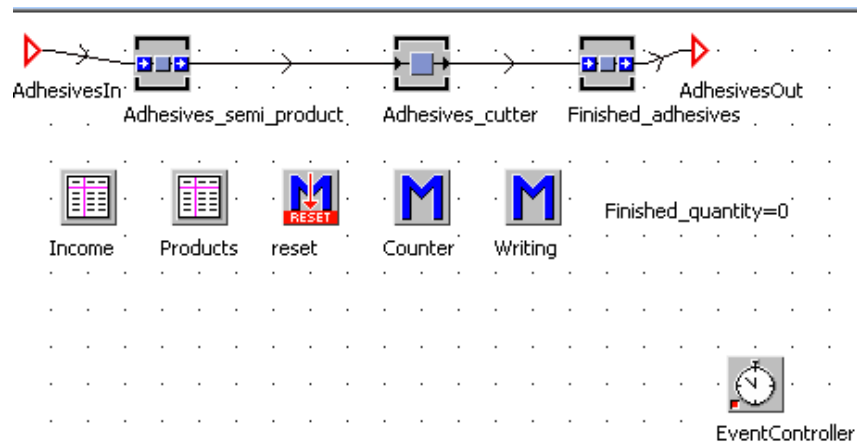 AdhesivesIn
Adhesives_semi_product
Adhesives_cutter
Finished_adhesives
AdhesivesOut
M
RESET
M
M
Finished_quantity=0
Income
Products
reset
Counter
Writing
EventController